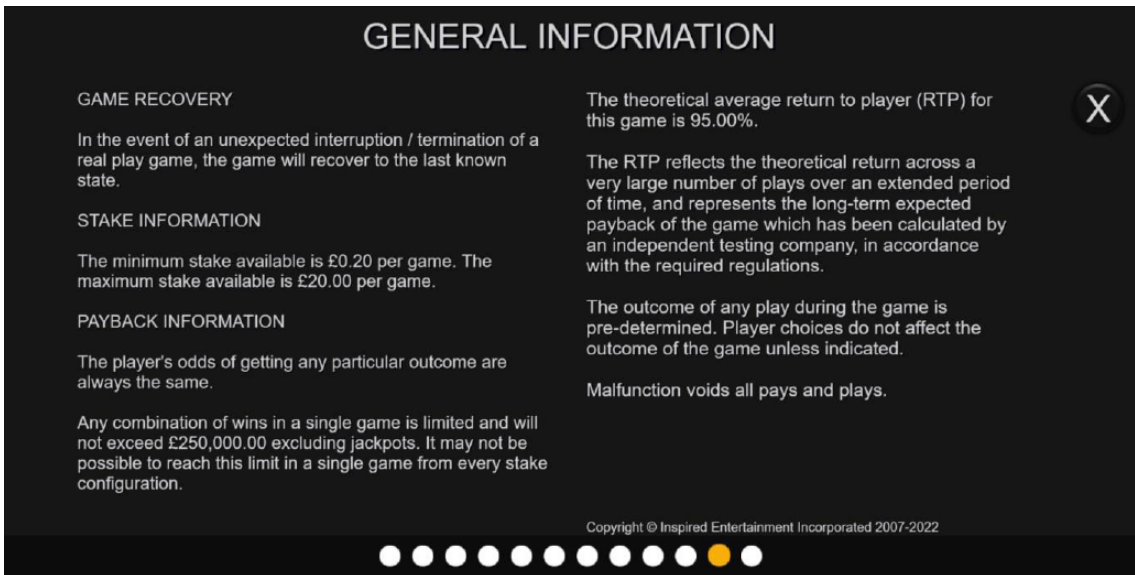 GENERAL INFORMATION
GAME RECOVERY
In the event of an unexpected interruption / termination of a
real play game, the game will recover to the last known
state.
STAKE INFORMATION
The minimum stake available is £0.20 per game. The
maximum stake available is £20.00 per game.
PAYBACK INFORMATION
The player's odds of getting any particular outcome are
always the same.
Any combination of wins in a single game is limited and will
not exceed £250,000.00 excluding jackpots. It may not be
possible to reach this limit in a single game from every stake
configuration.
The theoretical average return to player (RTP) for
this game is 95.00%.
The RTP reflects the theoretical return across a
very large number of plays over an extended period
of time, and represents the long-term expected
payback of the game which has been calculated by
an independent testing company, in accordance
with the required regulations.
The outcome of any play during the game is
pre-determined. Player choices do not affect the
outcome of the game unless indicated.
Malfunction voids all pays and plays.
Copyright © Inspired Entertainment Incorporated 2007-2022
X